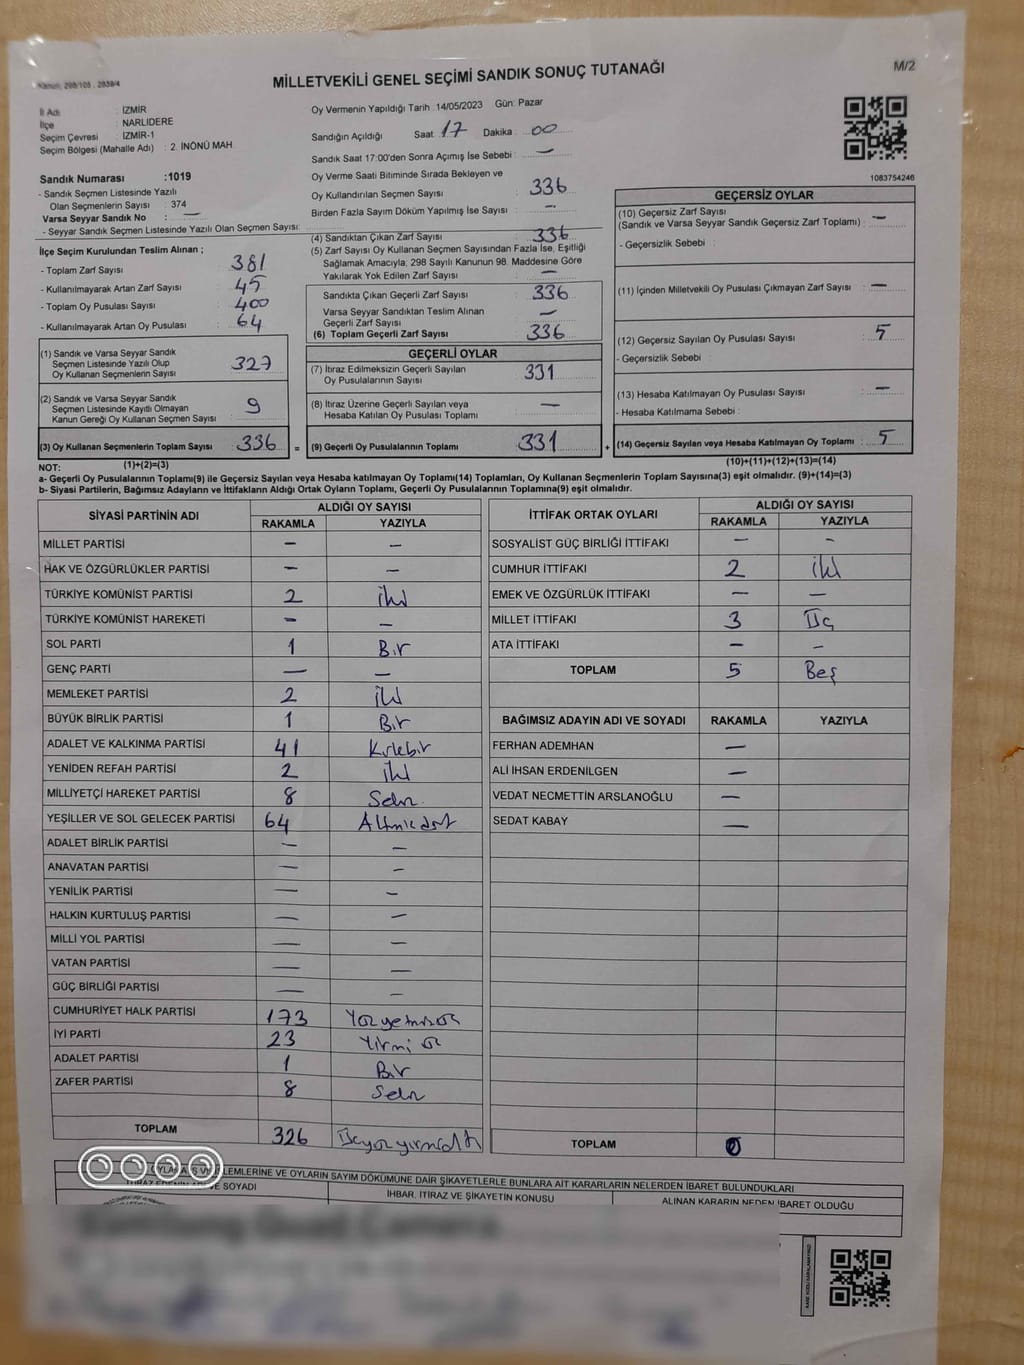 Kanun: 298/105 , 2839/4
MİLLETVEKİLİ GENEL SEÇİMİ SANDIK SONUÇ TUTANAĞI
M/2
İl Adı : İZMİR
İlçe : NARLIDERE
Seçim Çevresi : İZMİR-1
Seçim Bölgesi (Mahalle Adı) : 2. İNÖNÜ MAH.
Sandık Numarası :1019
- Sandık Seçmen Listesinde Yazılı
Olan Seçmenlerin Sayısı : 374
Varsa Seyyar Sandık No : —
- Seyyar Sandık Seçmen Listesinde Yazılı Olan Seçmen Sayısı:
Oy Vermenin Yapıldığı Tarih : 14/05/2023 Gün: Pazar
Sandığın Açıldığı Saat 17 Dakika : 00
Sandık Saat 17:00'den Sonra Açımış İse Sebebi : —
Oy Verme Saati Bitiminde Sırada Bekleyen ve
Oy Kullandırılan Seçmen Sayısı : 336
Birden Fazla Sayım Döküm Yapılmış İse Sayısı : —
1083754246
İlçe Seçim Kurulundan Teslim Alınan ;
- Toplam Zarf Sayısı : 381
- Kullanılmayarak Artan Zarf Sayısı : 45
- Toplam Oy Pusulası Sayısı : 400
- Kullanılmayarak Artan Oy Pusulası : 64
(4) Sandıktan Çıkan Zarf Sayısı : 336
(5) Zarf Sayısı Oy Kullanan Seçmen Sayısından Fazla İse, Eşitliği
Sağlamak Amacıyla; 298 Sayılı Kanunun 98. Maddesine Göre
Yakılarak Yok Edilen Zarf Sayısı : —
Sandıkta Çıkan Geçerli Zarf Sayısı : 336
Varsa Seyyar Sandıktan Teslim Alınan
Geçerli Zarf Sayısı : —
(6) Toplam Geçerli Zarf Sayısı : 336
GEÇERSİZ OYLAR
(10) Geçersiz Zarf Sayısı
(Sandık ve Varsa Seyyar Sandık Geçersiz Zarf Toplamı) : —
- Geçersizlik Sebebi :
(11) İçinden Milletvekili Oy Pusulası Çıkmayan Zarf Sayısı : —
(12) Geçersiz Sayılan Oy Pusulası Sayısı : 5
- Geçersizlik Sebebi :
(13) Hesaba Katılmayan Oy Pusulası Sayısı : —
- Hesaba Katılmama Sebebi :
(1) Sandık ve Varsa Seyyar Sandık
Seçmen Listesinde Yazılı Olup
Oy Kullanan Seçmenlerin Sayısı : 327
(2) Sandık ve Varsa Seyyar Sandık
Seçmen Listesinde Kayıtlı Olmayan
Kanun Gereği Oy Kullanan Seçmen Sayısı : 9
GEÇERLİ OYLAR
(7) İtiraz Edilmeksizin Geçerli Sayılan
Oy Pusulalarının Sayısı : 331
(8) İtiraz Üzerine Geçerli Sayılan veya
Hesaba Katılan Oy Pusulası Toplamı : —
(3) Oy Kullanan Seçmenlerin Toplam Sayısı : 336 = (9) Geçerli Oy Pusulalarının Toplamı : 331 + (14) Geçersiz Sayılan veya Hesaba Katılmayan Oy Toplamı : 5
NOT: (1)+(2)=(3) (10)+(11)+(12)+(13)=(14)
a- Geçerli Oy Pusulalarının Toplamı(9) ile Geçersiz Sayılan veya Hesaba katılmayan Oy Toplamı(14) Toplamları, Oy Kullanan Seçmenlerin Toplam Sayısına(3) eşit olmalıdır. (9)+(14)=(3)
b- Siyasi Partilerin, Bağımsız Adayların ve İttifakların Aldığı Ortak Oyların Toplamı, Geçerli Oy Pusulalarının Toplamına(9) eşit olmalıdır.
SİYASİ PARTİNİN ADI ALDIĞI OY SAYISI
RAKAMLA YAZIYLA
MİLLET PARTİSİ — —
HAK VE ÖZGÜRLÜKLER PARTİSİ — —
TÜRKİYE KOMÜNİST PARTİSİ 2 iki
TÜRKİYE KOMÜNİST HAREKETİ — —
SOL PARTİ 1 Bir
GENÇ PARTİ — —
MEMLEKET PARTİSİ 2 iki
BÜYÜK BİRLİK PARTİSİ 1 Bir
ADALET VE KALKINMA PARTİSİ 41 Kırkbir
YENİDEN REFAH PARTİSİ 2 iki
MİLLİYETÇİ HAREKET PARTİSİ 8 Sekiz
YEŞİLLER VE SOL GELECEK PARTİSİ 64 Altmışdört
ADALET BİRLİK PARTİSİ — —
ANAVATAN PARTİSİ — —
YENİLİK PARTİSİ — —
HALKIN KURTULUŞ PARTİSİ — —
MİLLİ YOL PARTİSİ — —
VATAN PARTİSİ — —
GÜÇ BİRLİĞİ PARTİSİ — —
CUMHURİYET HALK PARTİSİ 173 Yüzyetmişüç
İYİ PARTİ 23 Yirmi üç
ADALET PARTİSİ 1 Bir
ZAFER PARTİSİ 8 Sekiz
TOPLAM 326 Üçyüzyirmialtı
İTTİFAK ORTAK OYLARI ALDIĞI OY SAYISI
RAKAMLA YAZIYLA
SOSYALİST GÜÇ BİRLİĞİ İTTİFAKI — —
CUMHUR İTTİFAKI 2 iki
EMEK VE ÖZGÜRLÜK İTTİFAKI — —
MİLLET İTTİFAKI 3 Üç
ATA İTTİFAKI — —
TOPLAM 5 Beş
BAĞIMSIZ ADAYIN ADI VE SOYADI RAKAMLA YAZIYLA
FERHAN ADEMHAN —
ALİ İHSAN ERDENİLGEN —
VEDAT NECMETTİN ARSLANOĞLU —
SEDAT KABAY —
TOPLAM 0
İŞLEMLERİNE VE OYLARIN SAYIM DÖKÜMÜNE DAİR ŞİKAYETLERLE BUNLARA AİT KARARLARIN NELERDEN İBARET BULUNDUKLARI
VE SOYADI İHBAR, İTİRAZ VE ŞİKAYETİN KONUSU ALINAN KARARIN NEDEN İBARET OLDUĞU